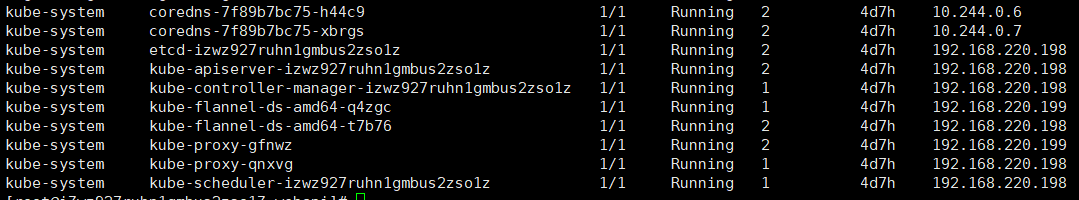 kube-system coredns-7f89b7bc75-h44c9 1/1 Running 2 4d7h 10.244.0.6
kube-system coredns-7f89b7bc75-xbrgs 1/1 Running 2 4d7h 10.244.0.7
kube-system etcd-izwz927ruhn1gmbus2zso1z 1/1 Running 2 4d7h 192.168.220.198
kube-system kube-apiserver-izwz927ruhn1gmbus2zso1z 1/1 Running 2 4d7h 192.168.220.198
kube-system kube-controller-manager-izwz927ruhn1gmbus2zso1z 1/1 Running 1 4d7h 192.168.220.198
kube-system kube-flannel-ds-amd64-q4zgc 1/1 Running 1 4d7h 192.168.220.199
kube-system kube-flannel-ds-amd64-t7b76 1/1 Running 2 4d7h 192.168.220.198
kube-system kube-proxy-gfnwz 1/1 Running 2 4d7h 192.168.220.199
kube-system kube-proxy-qnxvg 1/1 Running 1 4d7h 192.168.220.198
kube-system kube-scheduler-izwz927ruhn1gmbus2zso1z 1/1 Running 1 4d7h 192.168.220.198